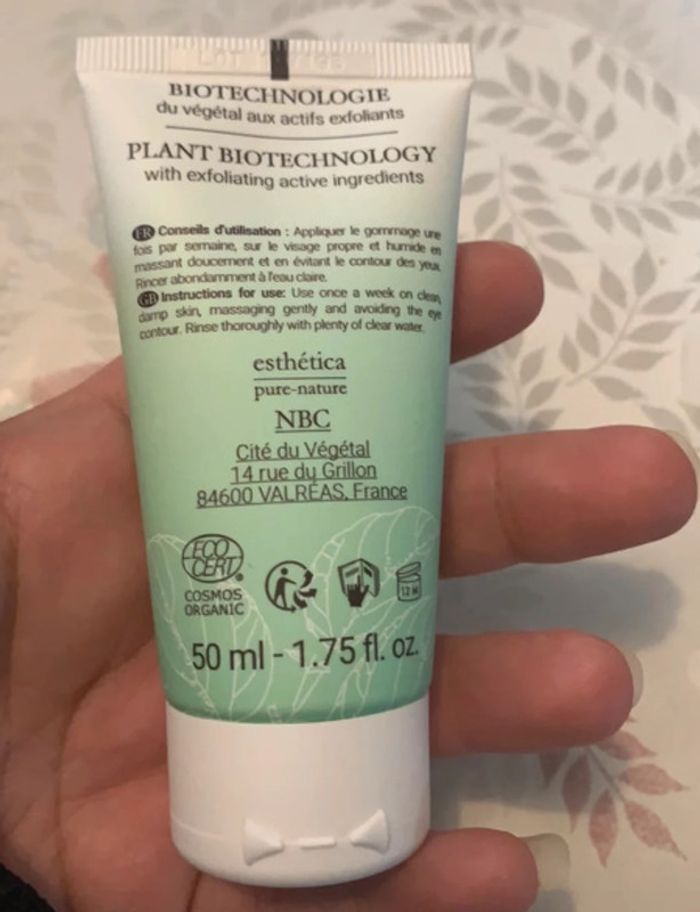 LOT
BIOTECHNOLOGIE
du végétal aux actifs exfoliants
PLANT BIOTECHNOLOGY
with exfoliating active ingredients
FR Conseils d'utilisation : Appliquer le gommage une
fois par semaine, sur le visage propre et humide en
massant doucement et en évitant le contour des yeux.
Rincer abondamment à l'eau claire.
GB Instructions for use: Use once a week on clean,
damp skin, massaging gently and avoiding the eye
contour. Rinse thoroughly with plenty of clear water.
esthética
pure-nature
NBC
Cité du Végétal
14 rue du Grillon
84600 VALRÉAS, France
ECO
CERT
®
COSMOS
ORGANIC
12 M
50 ml - 1.75 fl. oz.